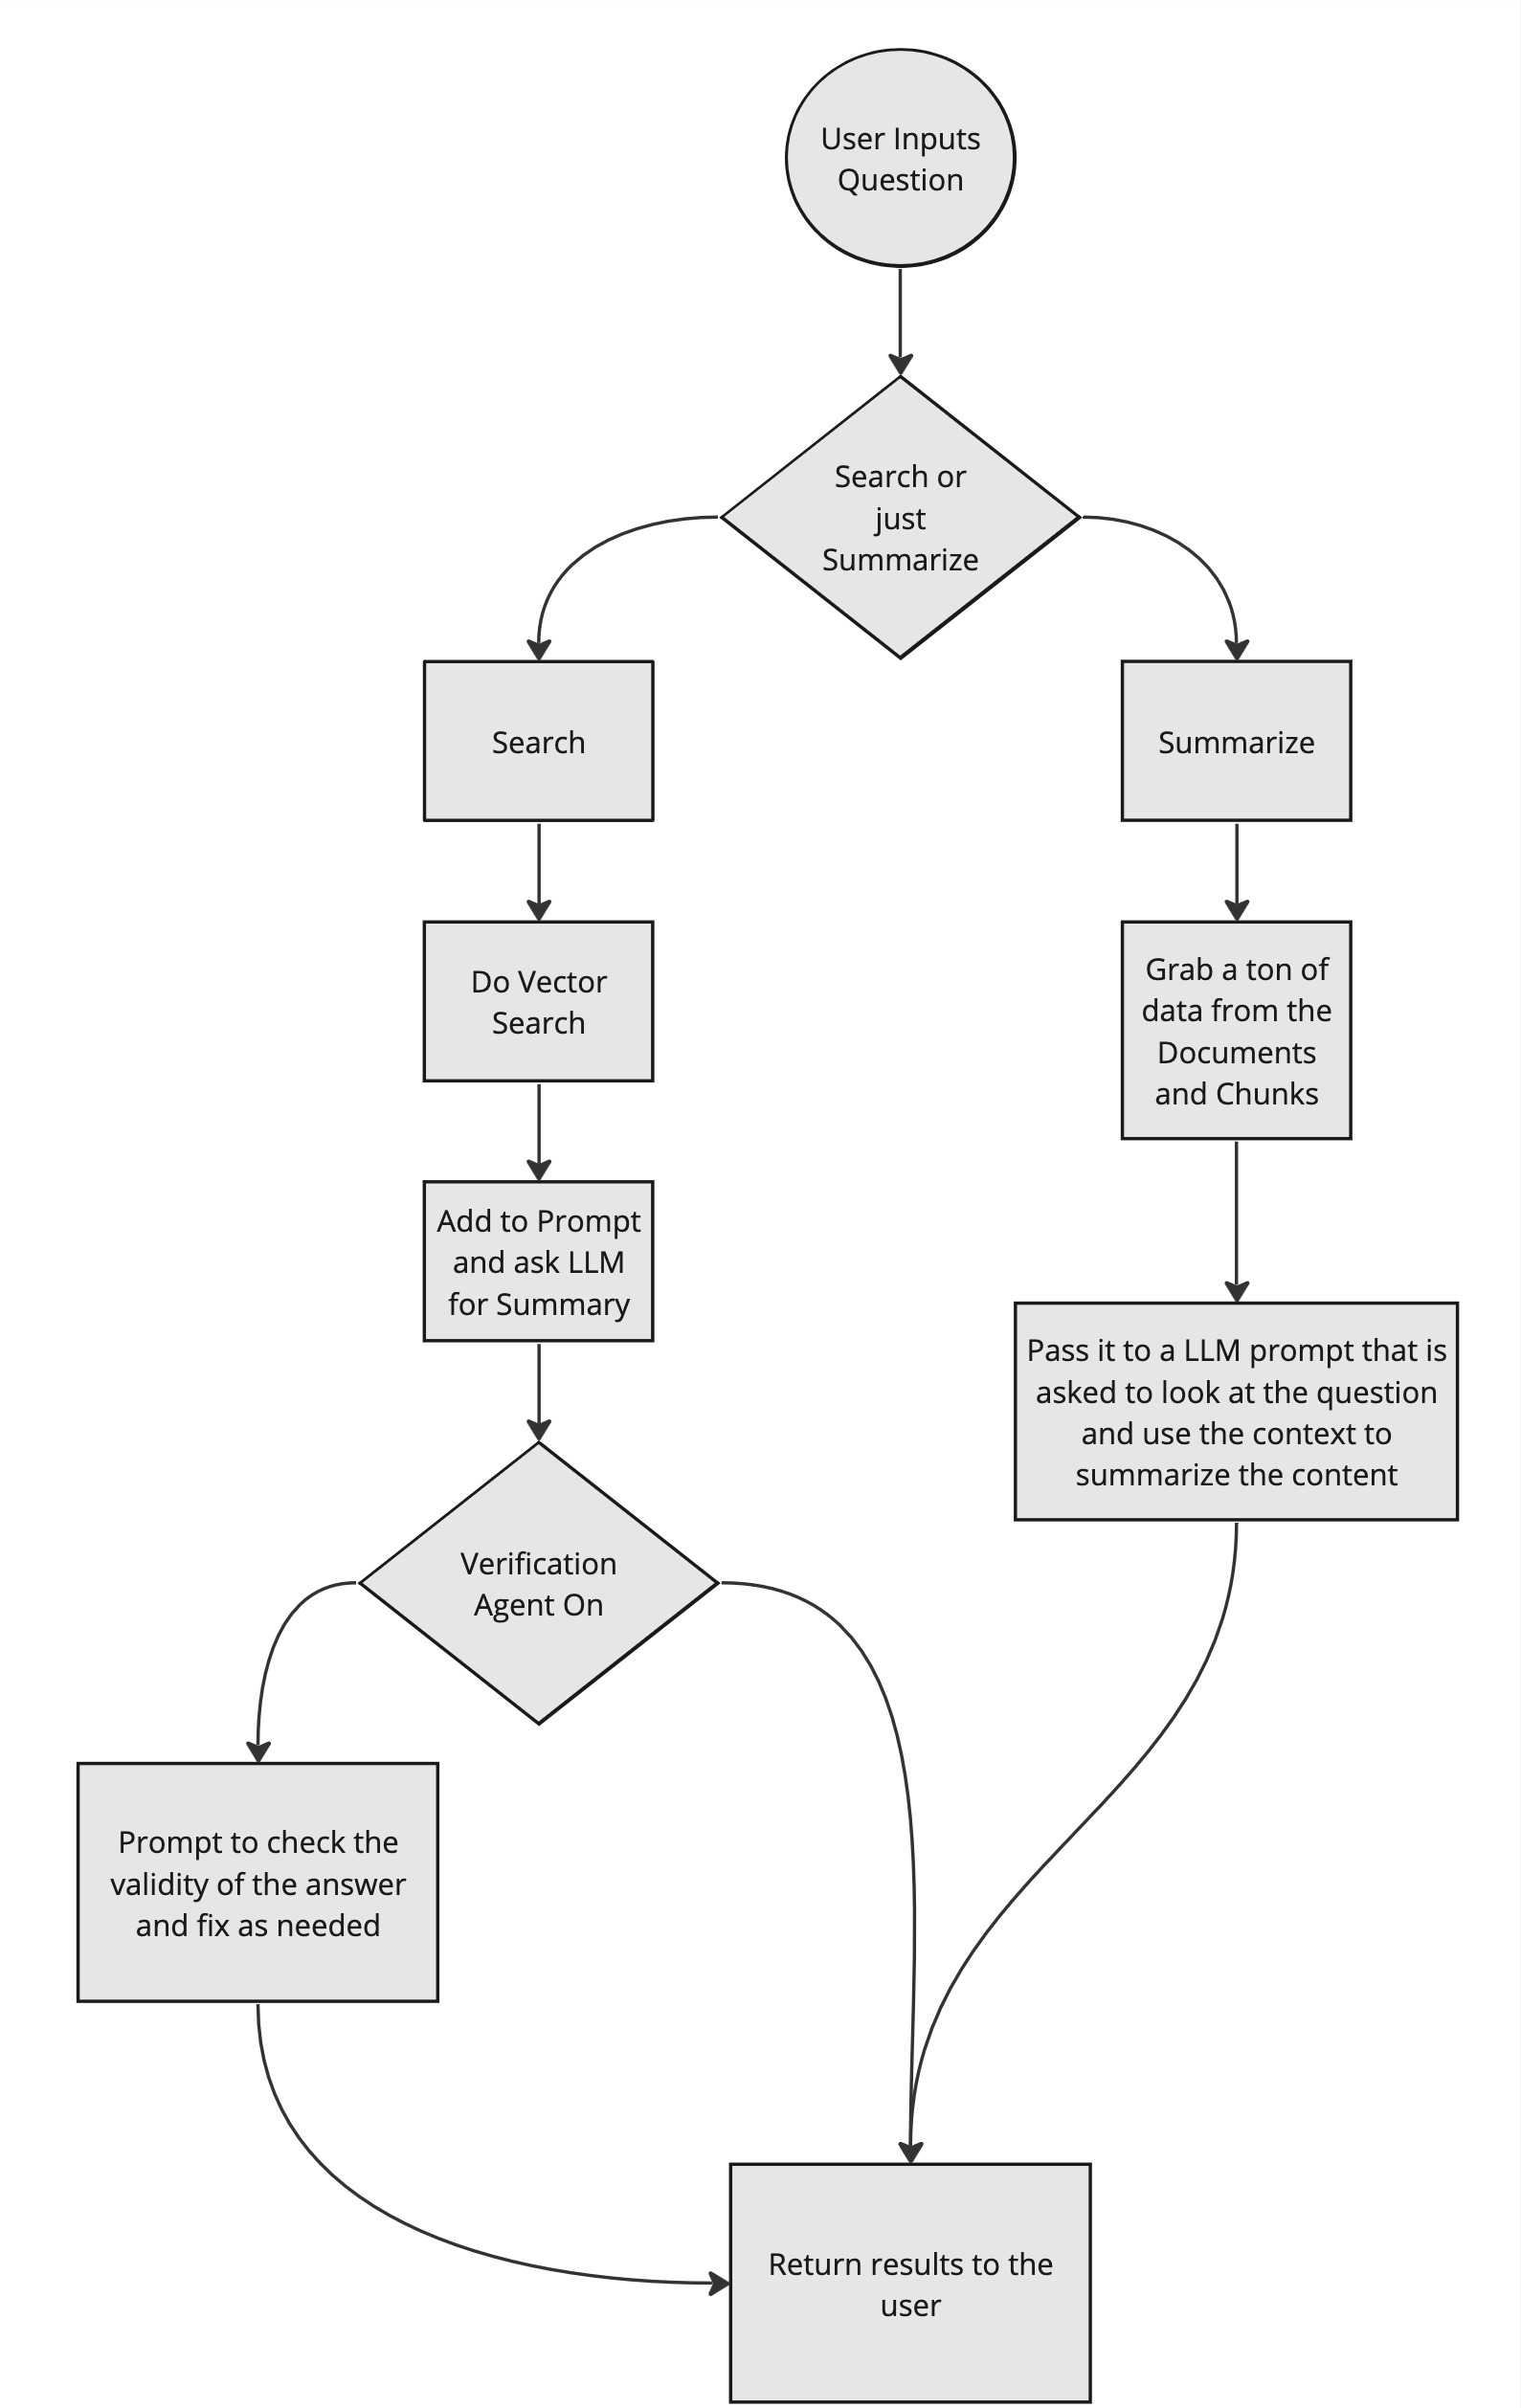 User Inputs
Question
Search or
just
Summarize
Search
Summarize
Do Vector
Search
Grab a ton of
data from the
Documents
and Chunks
Add to Prompt
and ask LLM
for Summary
Pass it to a LLM prompt that is
asked to look at the question
and use the context to
summarize the content
Verification
Agent On
Prompt to check the
validity of the answer
and fix as needed
Return results to the
user